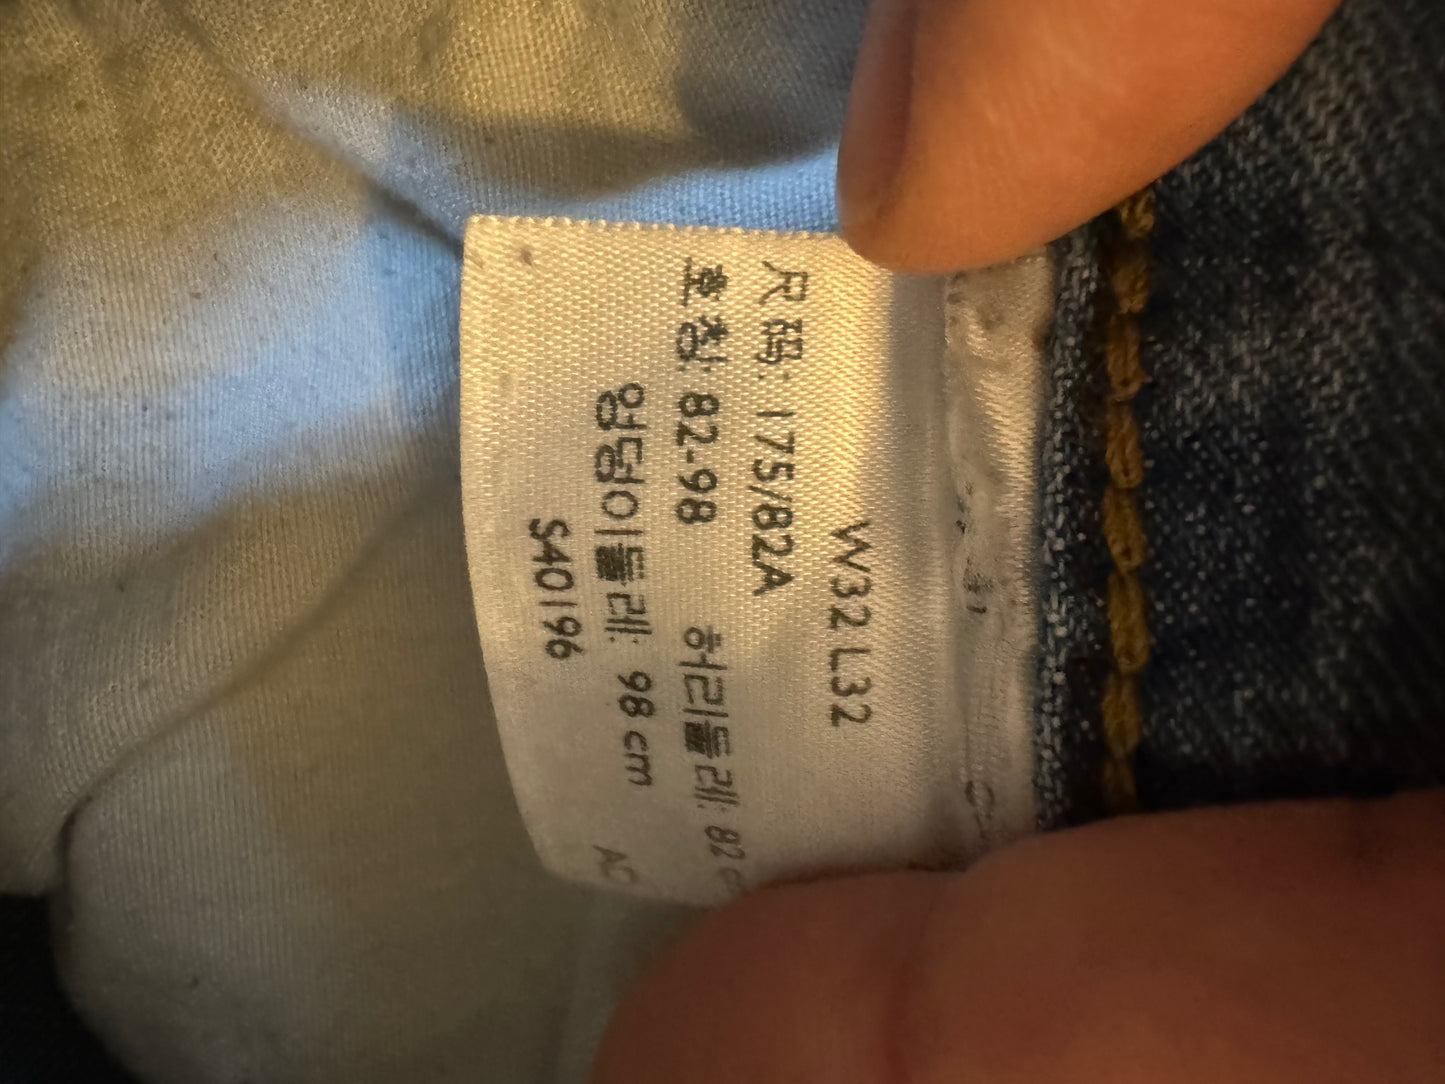 W32 L32
尺码: 175/82A
호칭: 82-98 허리둘레: 82
엉덩이둘레: 98 cm
S40196